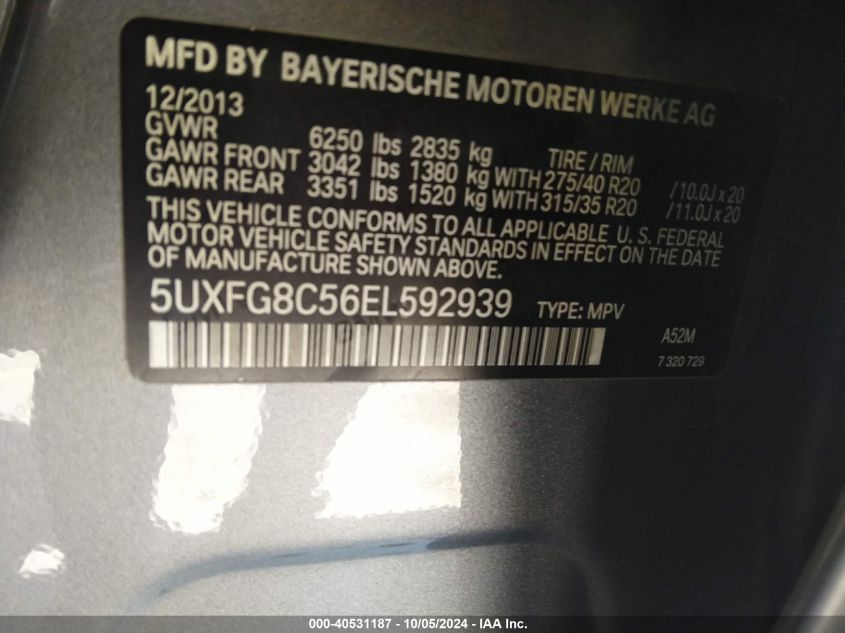 MFD BY BAYERISCHE MOTOREN WERKE AG
12/2013
GVWR 6250 lbs 2835 kg TIRE / RIM
GAWR FRONT 3042 lbs 1380 kg WITH 275/40 R20 /10.0J x 20
GAWR REAR 3351 lbs 1520 kg WITH 315/35 R20 /11.0J x 20
THIS VEHICLE CONFORMS TO ALL APPLICABLE U. S. FEDERAL
MOTOR VEHICLE SAFETY STANDARDS IN EFFECT ON THE DATE
OF MANUFACTURE SHOWN ABOVE.
5UXFG8C56EL592939 TYPE: MPV
A52M
7 320 729
000-40531187 - 10/05/2024 - IAA Inc.